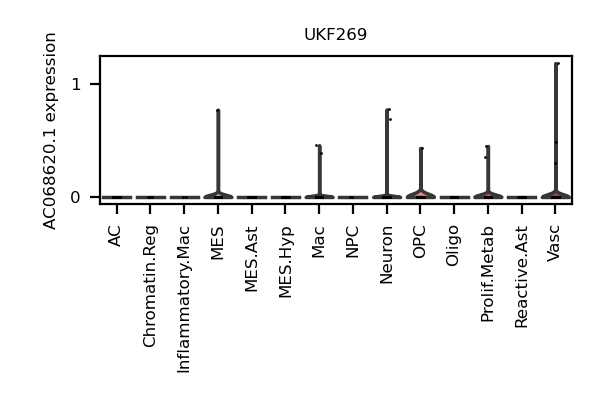 UKF269
AC068620.1 expression
1
0
AC
Chromatin.Reg
Inflammatory.Mac
MES
MES.Ast
MES.Hyp
Mac
NPC
Neuron
OPC
Oligo
Prolif.Metab
Reactive.Ast
Vasc